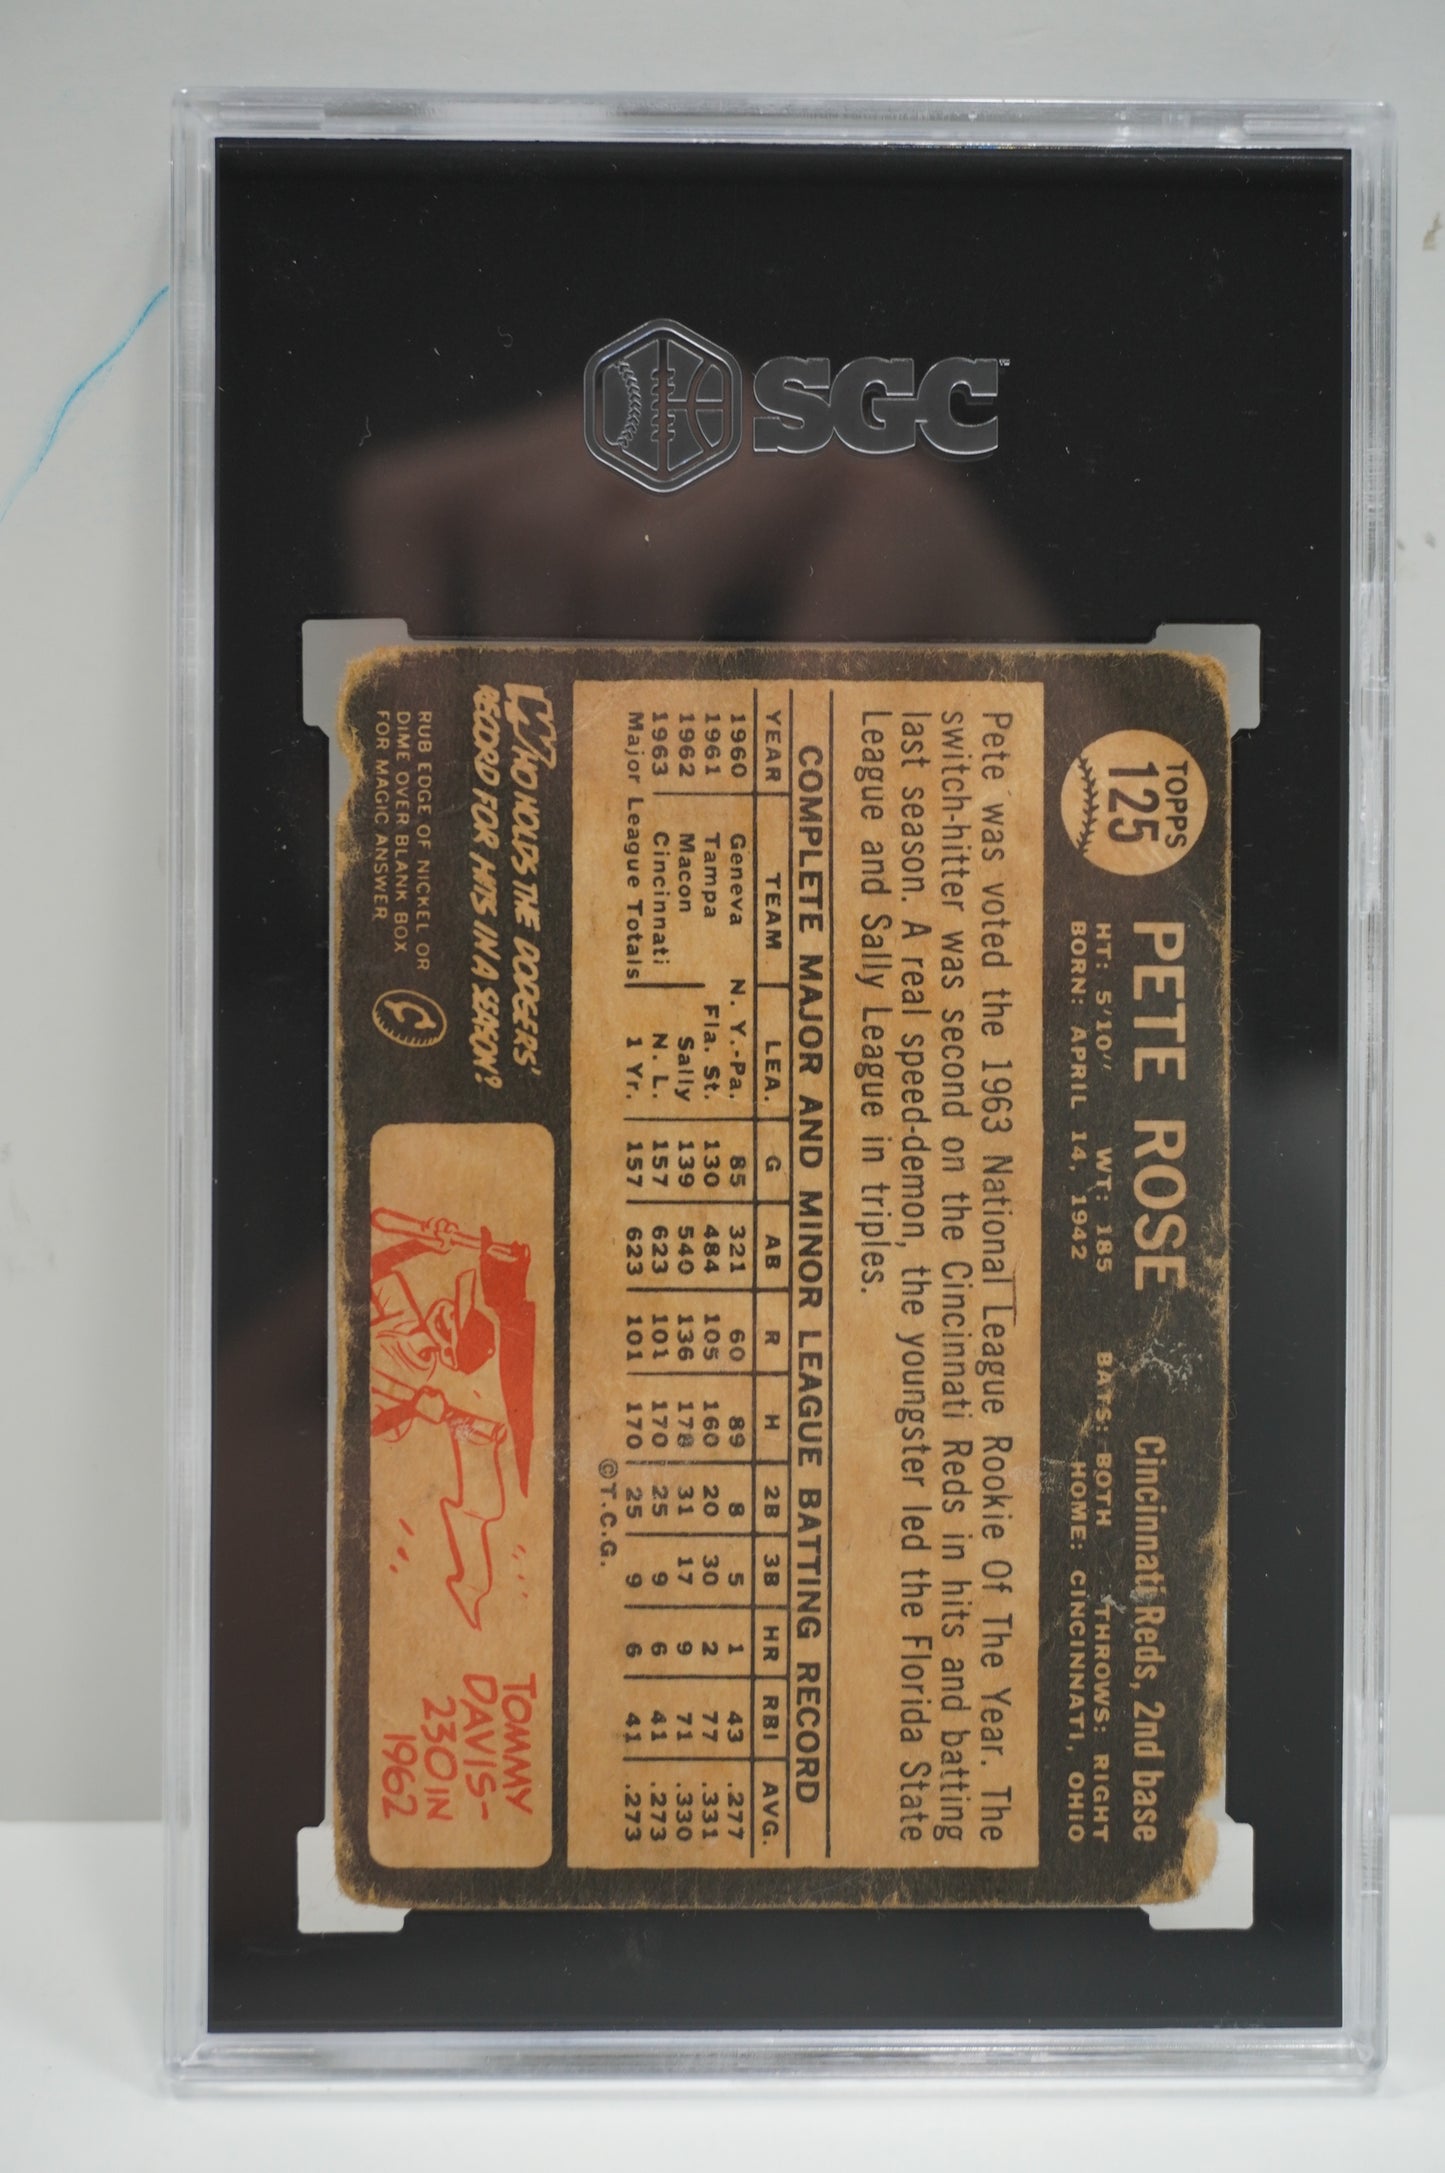 SGC
TOPPS
125
PETE ROSE
Cincinnati Reds, 2nd base
HT: 5'10" WT: 185 BATS: BOTH THROWS: RIGHT
BORN: APRIL 14, 1942 HOME: CINCINNATI, OHIO
Pete was voted the 1963 National League Rookie Of The Year. The
switch-hitter was second on the Cincinnati Reds in hits and batting
last season. A real speed-demon, the youngster led the Florida State
League and Sally League in triples.
COMPLETE MAJOR AND MINOR LEAGUE BATTING RECORD
YEAR TEAM LEA. G AB R H 2B 3B HR RBI AVG.
1960 Geneva N. Y.-Pa. 85 321 60 89 8 5 1 43 .277
1961 Tampa Fla. St. 130 484 105 160 20 30 2 77 .331
1962 Macon Sally 139 540 136 178 31 17 9 71 .330
1963 Cincinnati N. L. 157 623 101 170 25 9 6 41 .273
Major League Totals 1 Yr. 157 623 101 170 25 9 6 41 .273
©T.C.G.
WHO HOLDS THE DODGERS'
RECORD FOR HITS IN A SEASON?
RUB EDGE OF NICKEL OR
DIME OVER BLANK BOX
FOR MAGIC ANSWER
TOMMY
DAVIS-
230 IN
1962